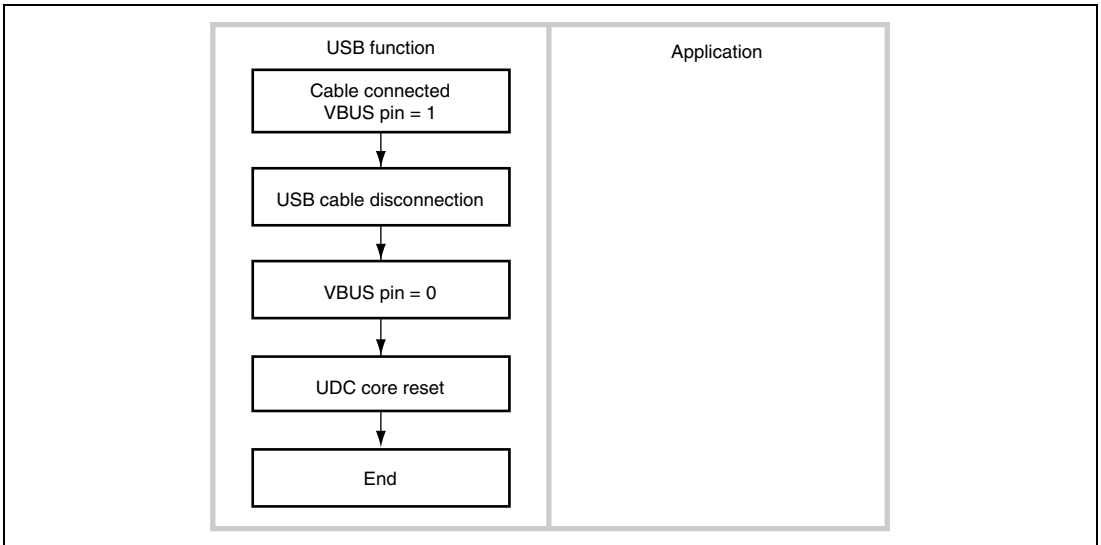 USB function
Application
Cable connected
VBUS pin = 1
USB cable disconnection
VBUS pin = 0
UDC core reset
End